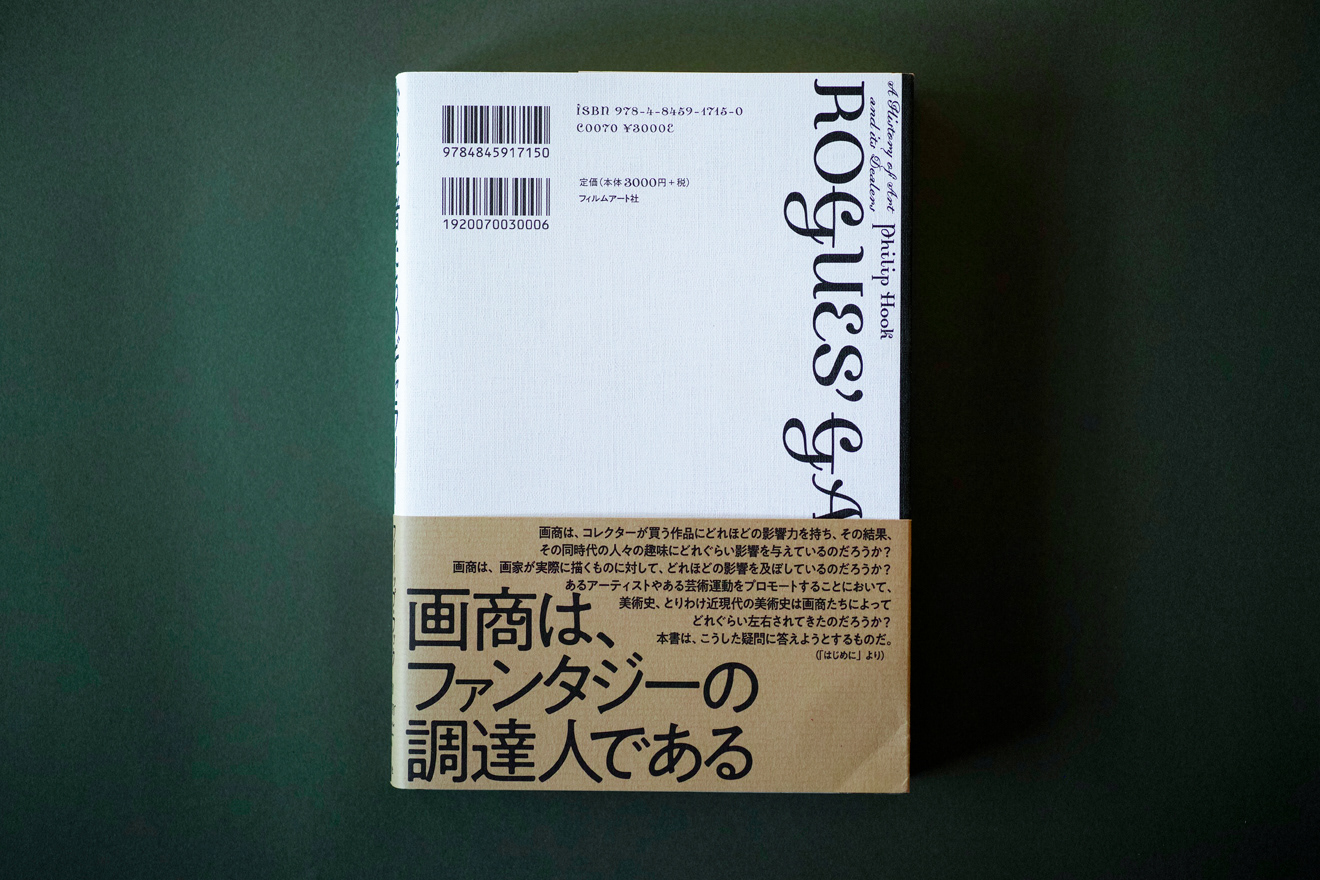 9784845917150
ISBN 978-4-8459-1715-0
C0070 ¥3000E
1920070030006
定価(本体3000円+税)
フィルムアート社
A History of Art
and its Dealers
Philip Hook
ROGUES' GA
画商は、コレクターが買う作品にどれほどの影響力を持ち、その結果、
その同時代の人々の趣味にどれぐらい影響を与えているのだろうか?
画商は、画家が実際に描くものに対して、どれほどの影響を及ぼしているのだろうか?
あるアーティストやある芸術運動をプロモートすることにおいて、
美術史、とりわけ近現代の美術史は画商たちによって
どれぐらい左右されてきたのだろうか?
本書は、こうした疑問に答えようとするものだ。
(「はじめに」より)
画商は、
ファンタジーの
調達人である